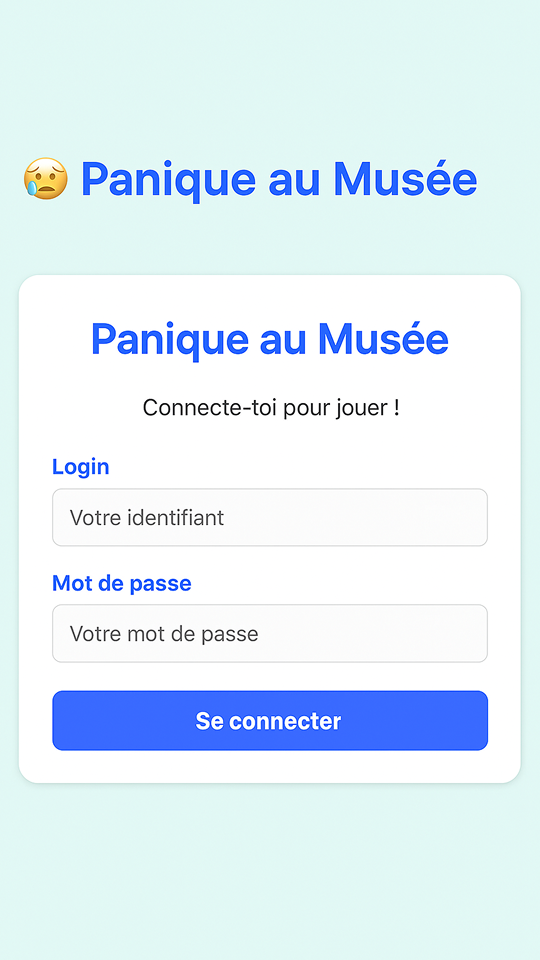 😥 Panique au Musée
Panique au Musée
Connecte-toi pour jouer !
Login
Votre identifiant
Mot de passe
Votre mot de passe
Se connecter